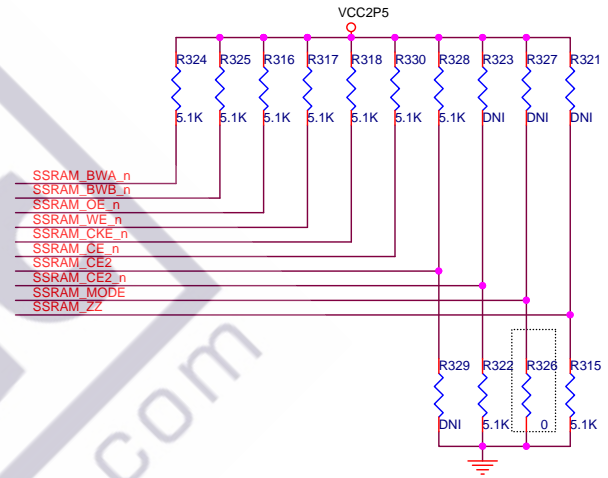 VCC2P5
R324 R325 R316 R317 R318 R330 R328 R323 R327 R321
5.1K 5.1K 5.1K 5.1K 5.1K 5.1K 5.1K DNI DNI DNI
SSRAM_BWA_n
SSRAM_BWB_n
SSRAM_OE_n
SSRAM_WE_n
SSRAM_CKE_n
SSRAM_CE_n
SSRAM_CE2
SSRAM_CE2_n
SSRAM_MODE
SSRAM_ZZ
R329 R322 R326 R315
DNI 5.1K 0 5.1K
com